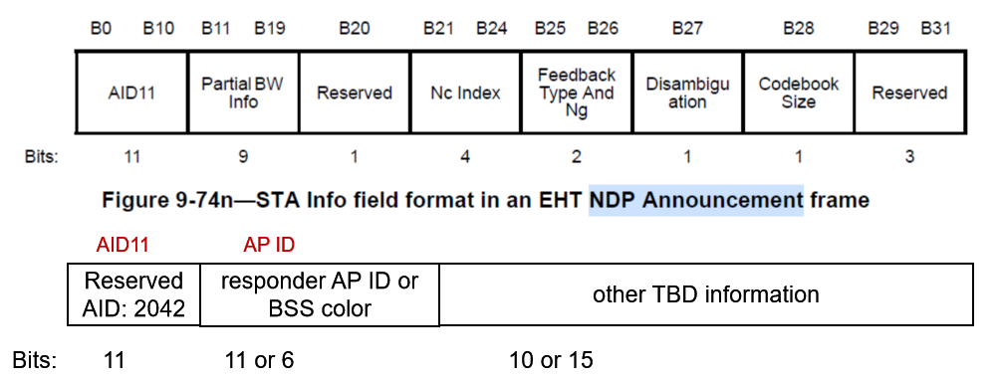 B0 B10 B11 B19 B20 B21 B24 B25 B26 B27 B28 B29 B31
AID11
Partial BW
Info
Reserved
Nc Index
Feedback
Type And
Ng
Disambigu
ation
Codebook
Size
Reserved
Bits: 11 9 1 4 2 1 1 3
Figure 9-74n—STA Info field format in an EHT NDP Announcement frame
AID11 AP ID
Reserved
AID: 2042
responder AP ID or
BSS color
other TBD information
Bits: 11 11 or 6 10 or 15